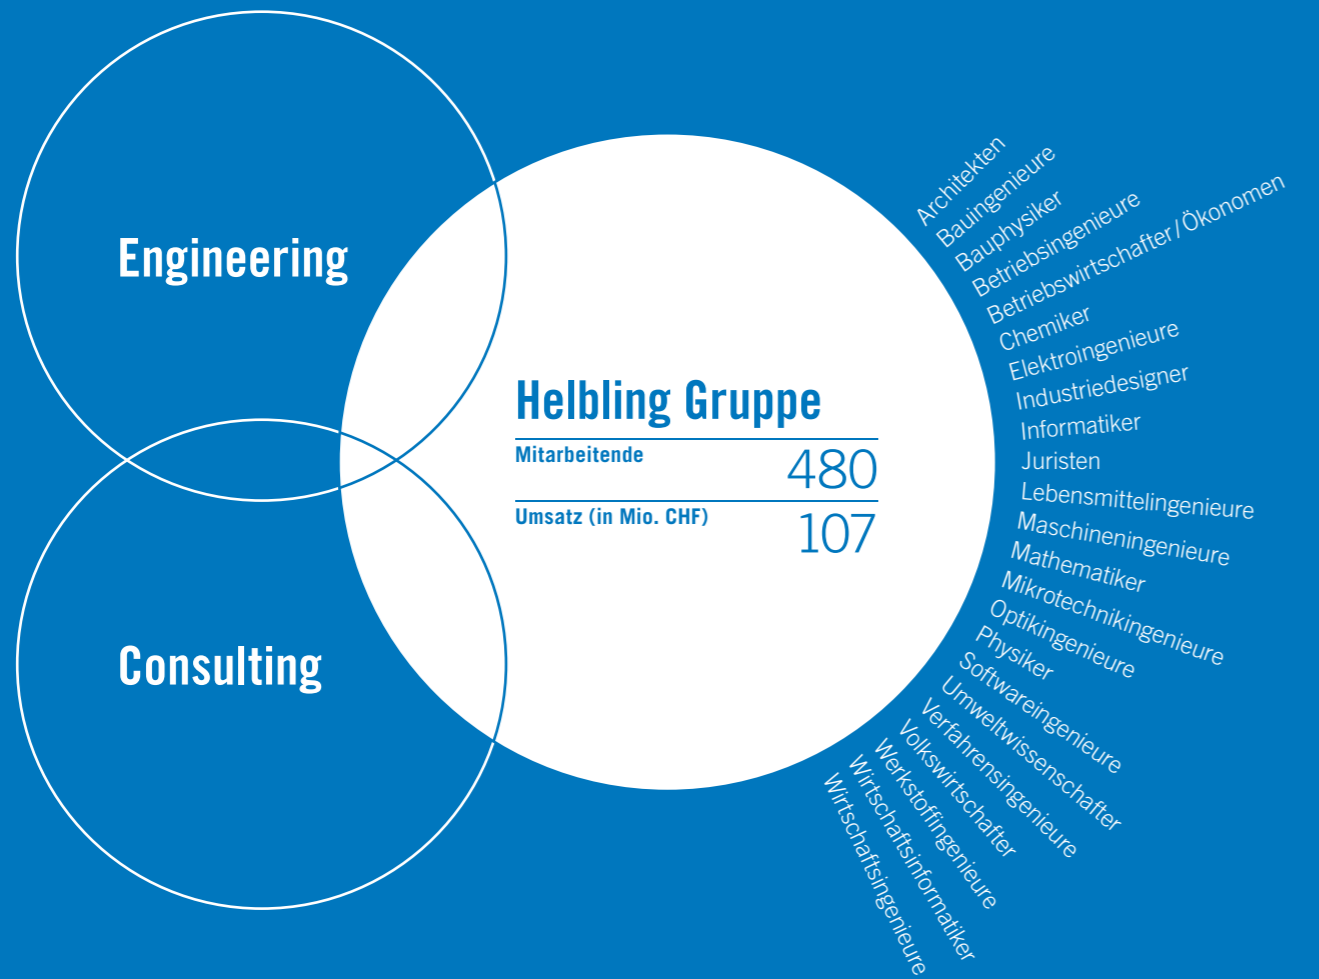 Engineering
Consulting
Helbling Gruppe
Mitarbeitende 480
Umsatz (in Mio. CHF) 107
Architekten
Bauingenieure
Bauphysiker
Betriebsingenieure
Betriebswirtschafter/Ökonomen
Chemiker
Elektroingenieure
Industriedesigner
Informatiker
Juristen
Lebensmittelingenieure
Maschineningenieure
Mathematiker
Mikrotechnikingenieure
Optikingenieure
Physiker
Softwareingenieure
Umweltwissenschafter
Verfahrensingenieure
Volkswirtschafter
Werkstoffingenieure
Wirtschaftsinformatiker
Wirtschaftsingenieure